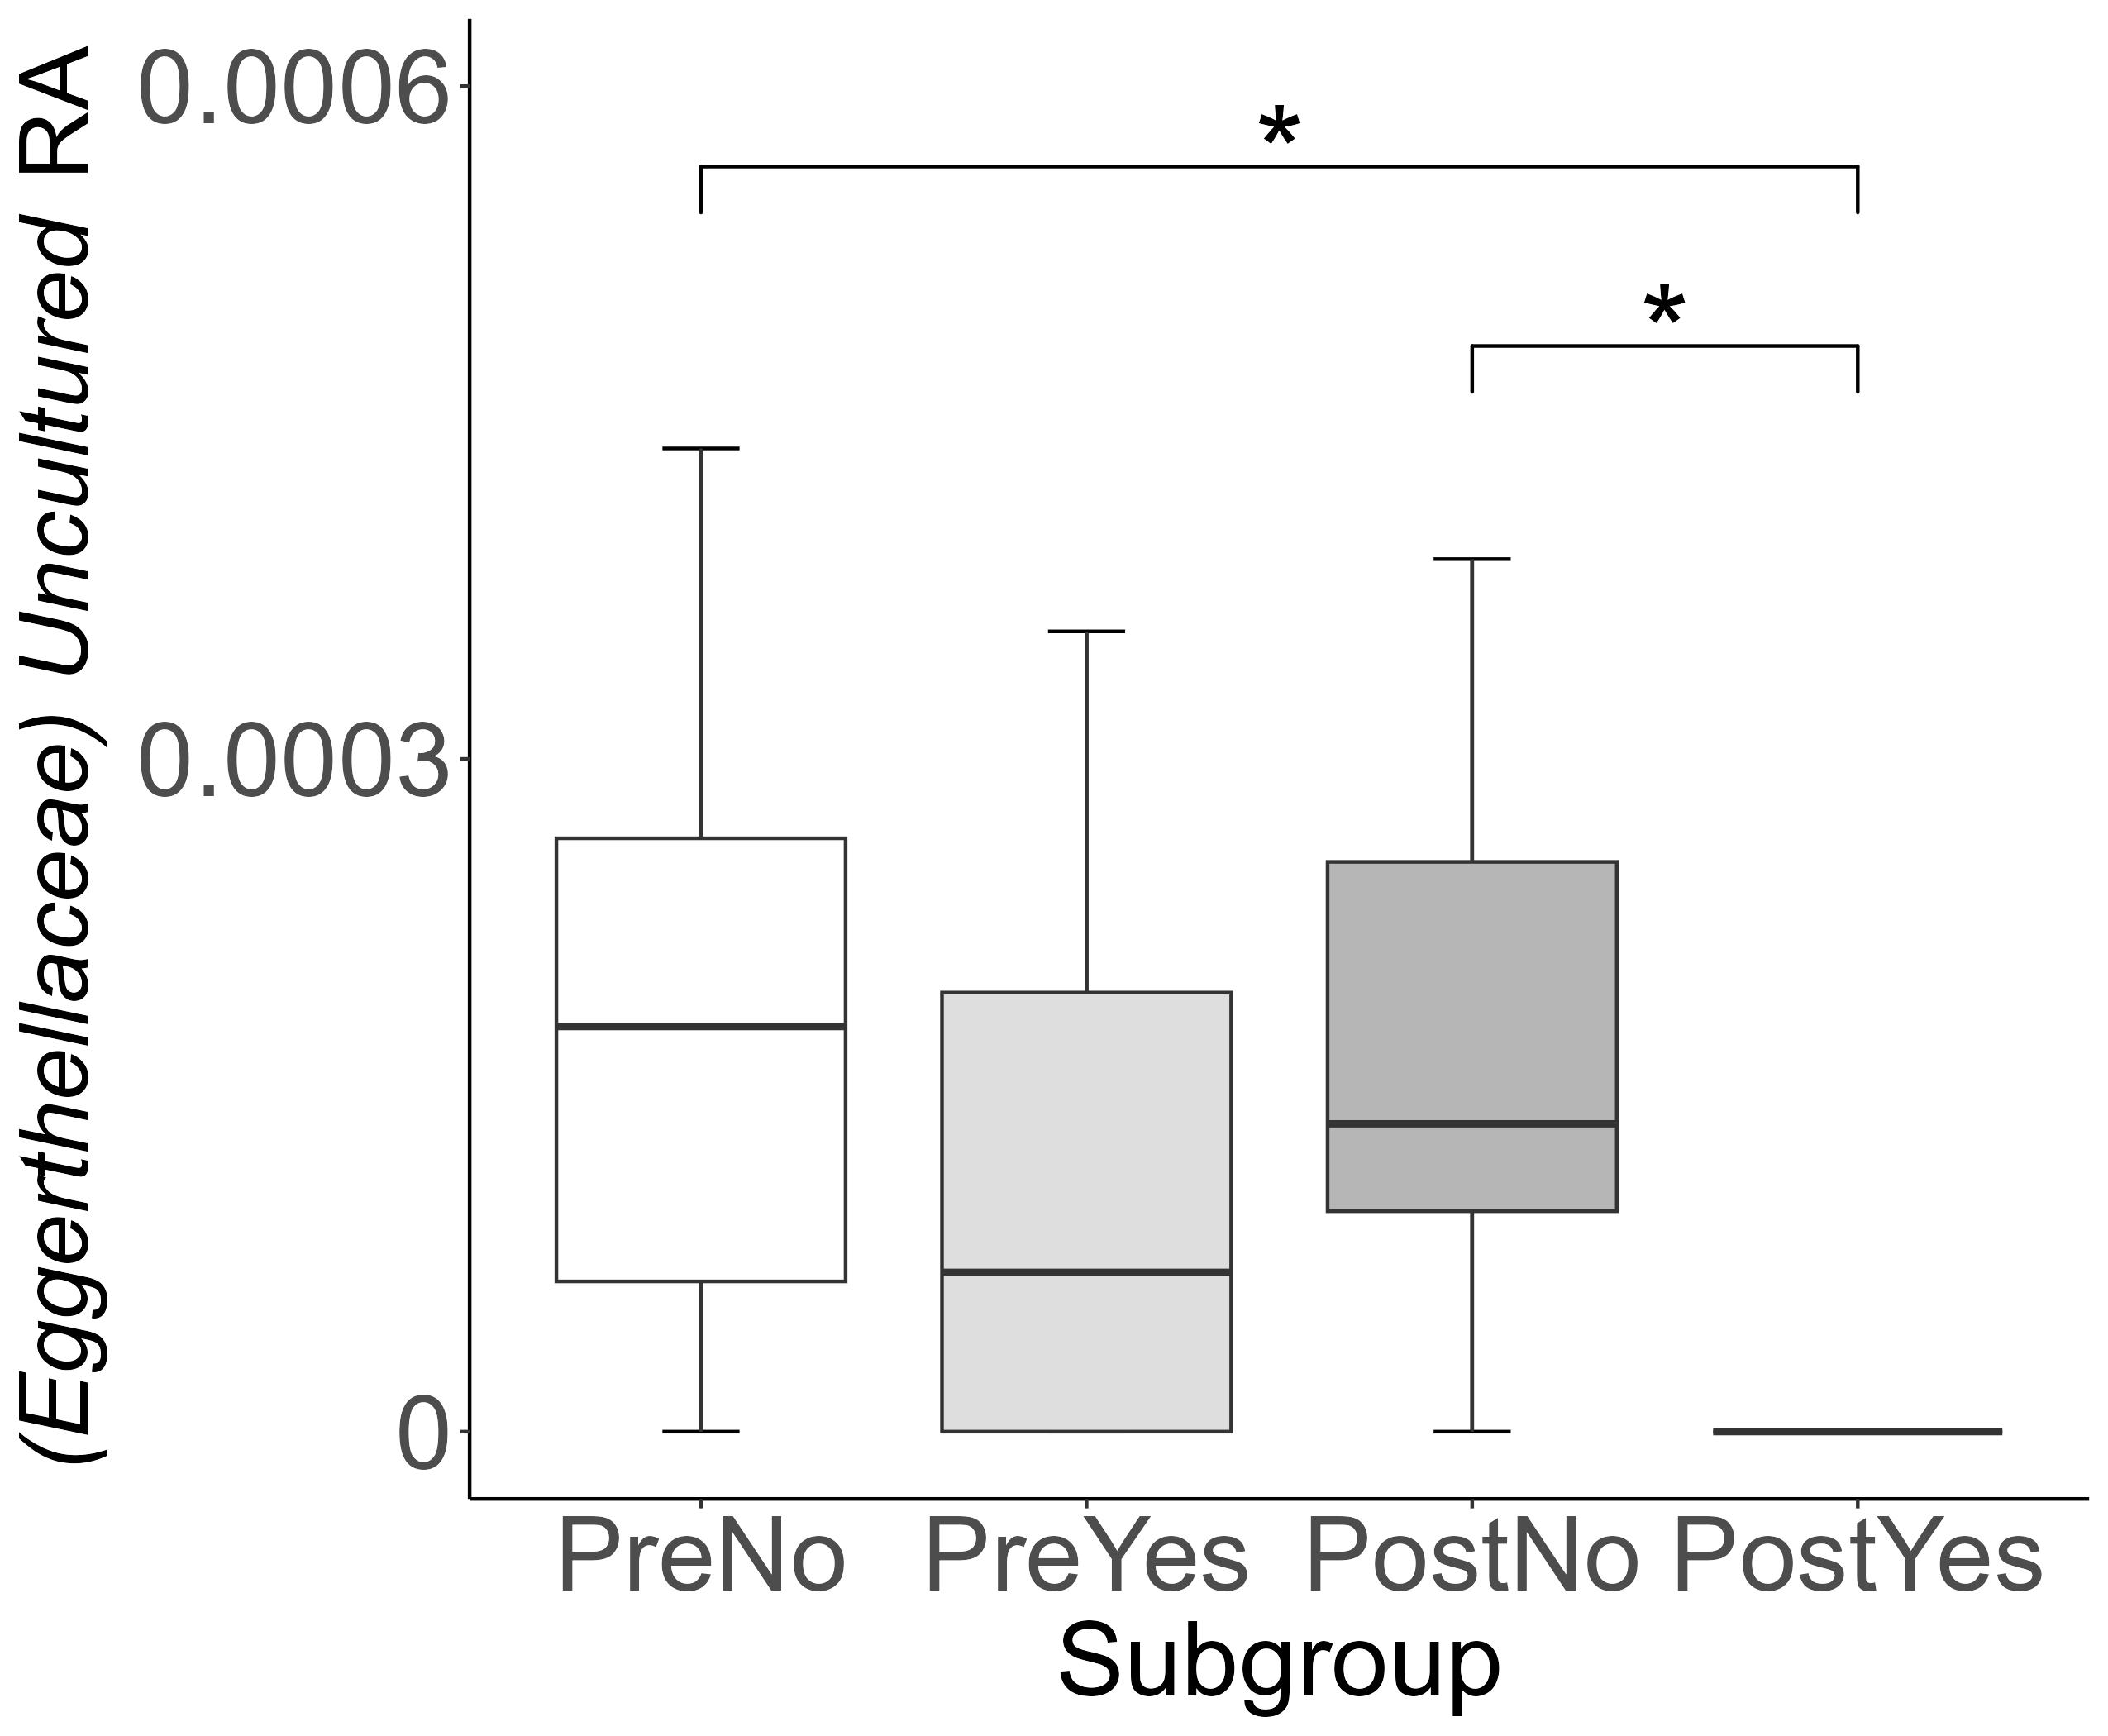 (Eggerthellaceae) Uncultured RA
0.0006
0.0003
0
*
*
PreNo PreYes PostNo PostYes
Subgroup